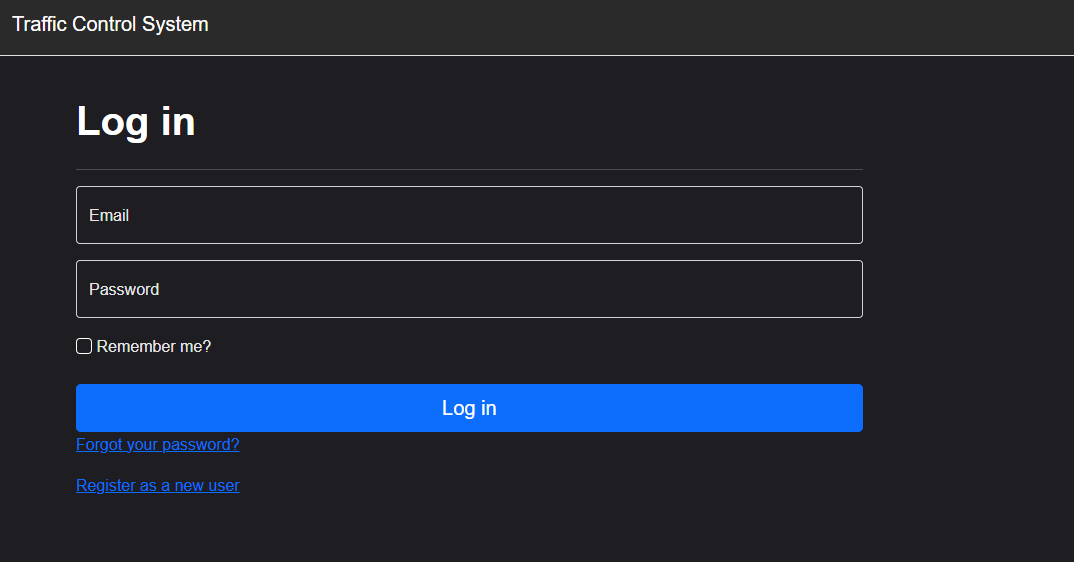 Traffic Control System
Log in
Email
Password
Remember me?
Log in
Forgot your password?
Register as a new user